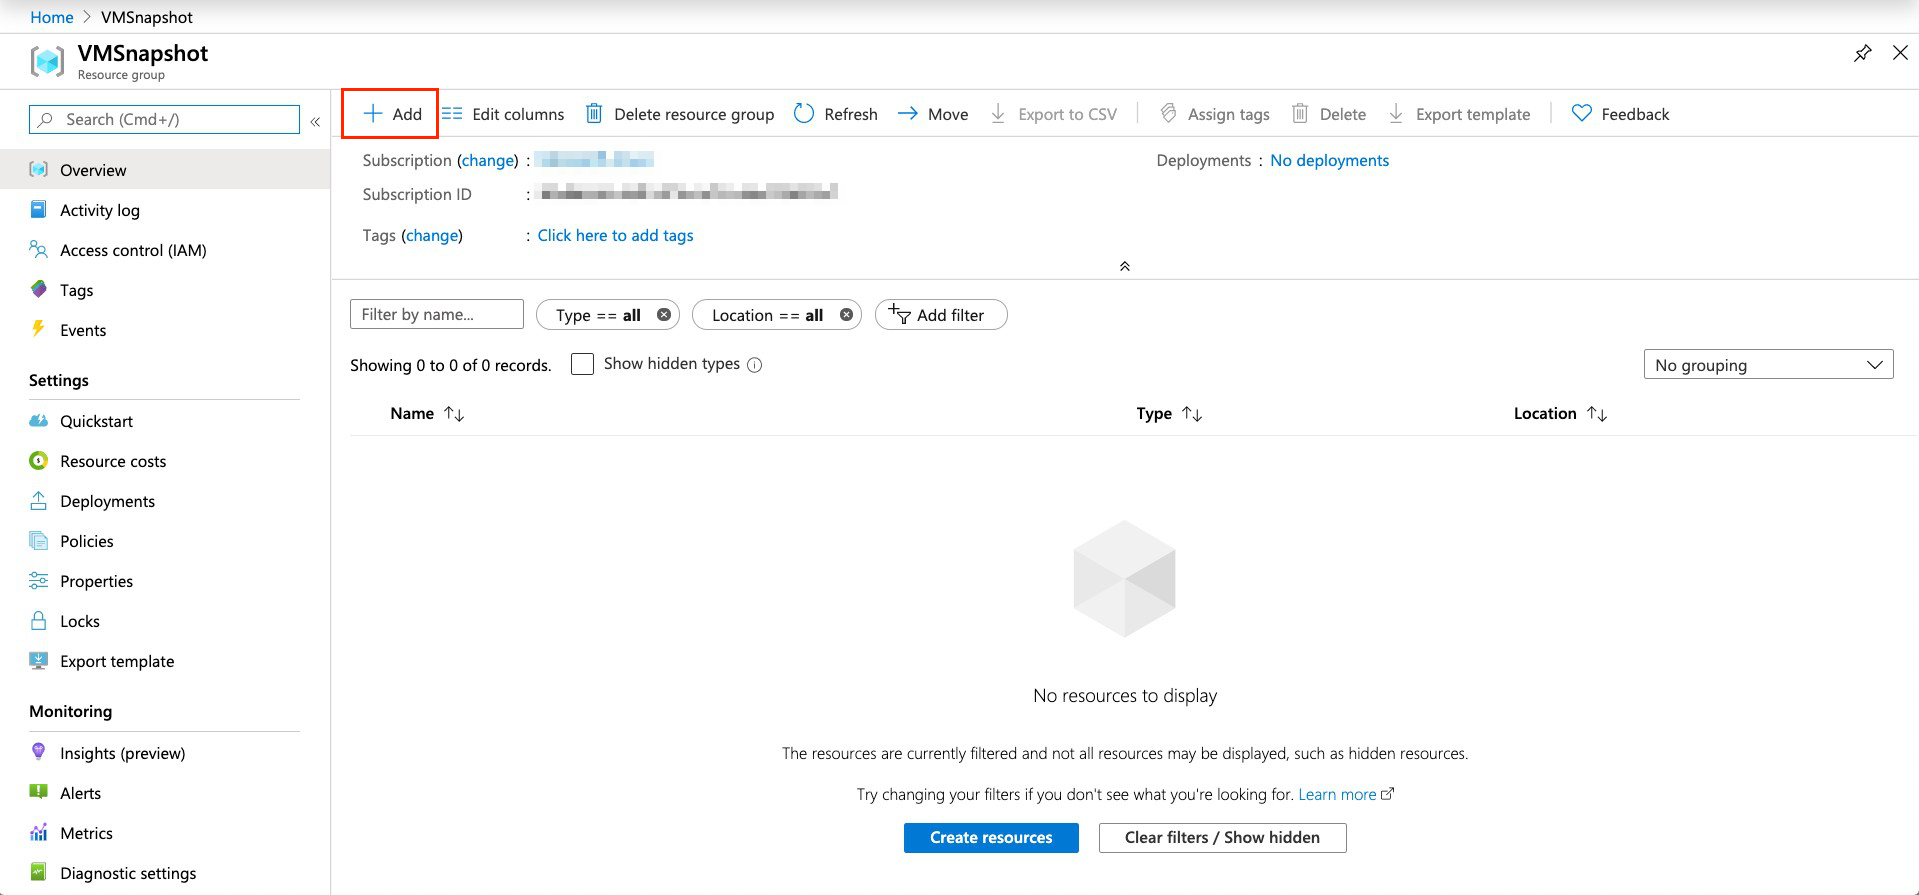 Home > VMSnapshot
VMSnapshot
Resource group
Search (Cmd+/)
«
Add
Edit columns
Delete resource group
Refresh
Move
Export to CSV
Assign tags
Delete
Export template
Feedback
Overview
Activity log
Access control (IAM)
Tags
Events
Settings
Quickstart
Resource costs
Deployments
Policies
Properties
Locks
Export template
Monitoring
Insights (preview)
Alerts
Metrics
Diagnostic settings
Subscription (change) :
Deployments : No deployments
Subscription ID :
Tags (change) : Click here to add tags
Filter by name...
Type == all
Location == all
Add filter
Showing 0 to 0 of 0 records.
Show hidden types
No grouping
Name
Type
Location
No resources to display
The resources are currently filtered and not all resources may be displayed, such as hidden resources.
Try changing your filters if you don't see what you're looking for. Learn more
Create resources
Clear filters / Show hidden